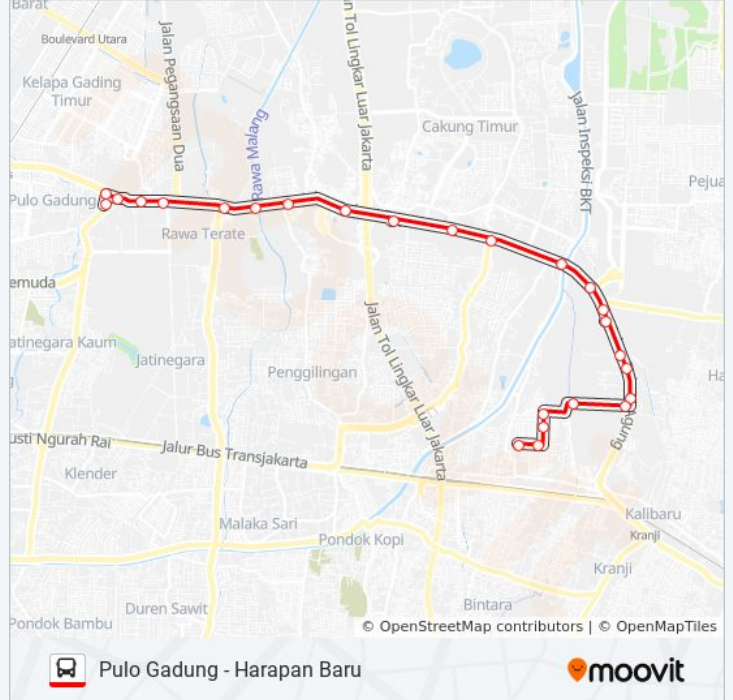 Barat
Boulevard Utara
Jalan Pegangsaan Dua
n Tol Lingkar Luar Jakarta
Kelapa Gading
Timur
Rawa Malang
Cakung Timur
Jalan Inspeksi BKT
Pejua
Pulo Gadung
Rawa Terate
emuda
atinegara Kaum
Jatinegara
Penggilingan
Jalan Tol Lingkar Luar Jakarta
Ha
Agung
usti Ngurah Rai
Jalur Bus Transjakarta
Klender
Malaka Sari
Pondok Kopi
Kalibaru
Kranji
Kranji
Duren Sawit
Bintara
Pondok Bambu
© OpenStreetMap contributors | © OpenMapTiles
Pulo Gadung - Harapan Baru
moovit